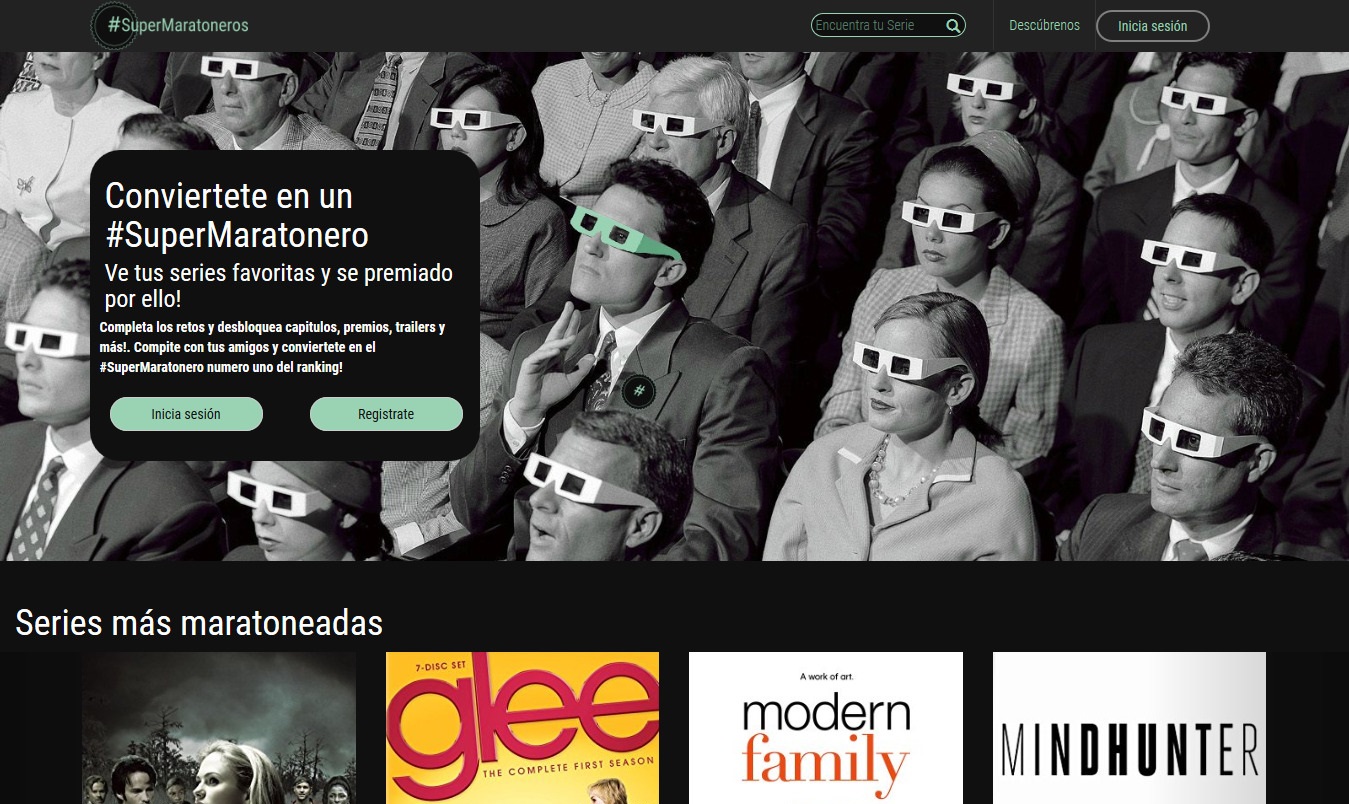 #SuperMaratoneros
Encuentra tu Serie
Descúbrenos
Inicia sesión
Conviertete en un
#SuperMaratonero
Ve tus series favoritas y se premiado
por ello!
Completa los retos y desbloquea capitulos, premios, trailers y
más!. Compite con tus amigos y conviertete en el
#SuperMaratonero numero uno del ranking!
Inicia sesión
Registrate
#
Series más maratoneadas
7-DISC SET
glee
THE COMPLETE FIRST SEASON
A work of art.
modern
family
MINDHUNTER